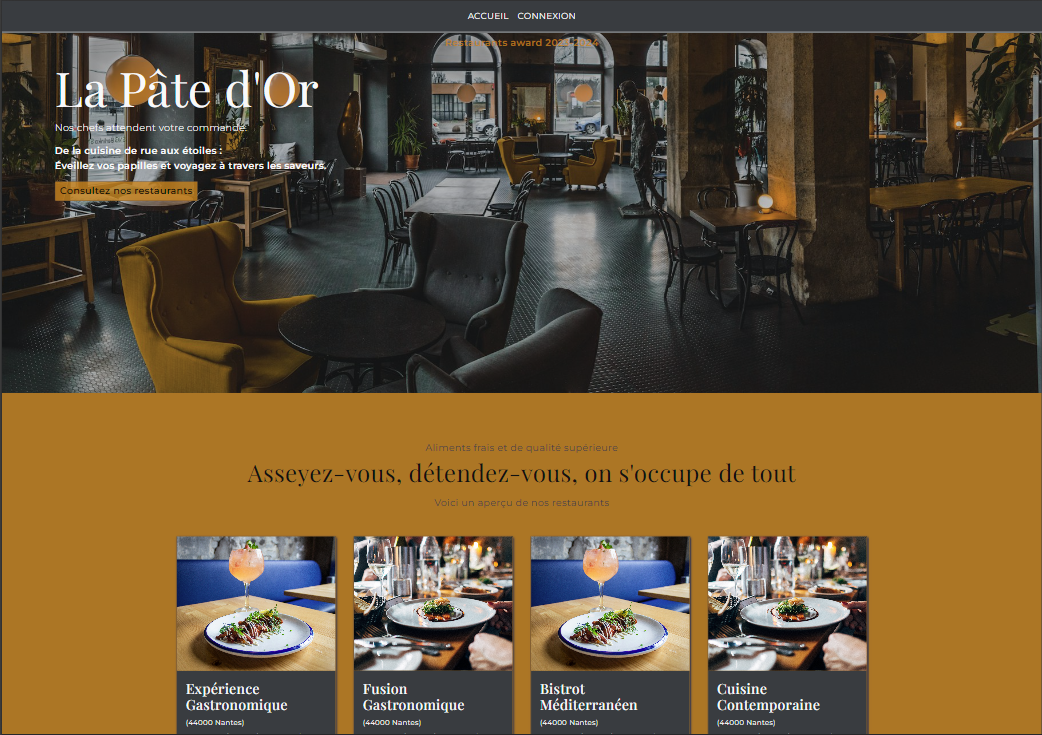 ACCUEIL CONNEXION
Restaurants award 2023-2024
La Pâte d'Or
Nos chefs attendent votre commande.
De la cuisine de rue aux étoiles :
Éveillez vos papilles et voyagez à travers les saveurs.
Consultez nos restaurants
Aliments frais et de qualité supérieure
Asseyez-vous, détendez-vous, on s'occupe de tout
Voici un aperçu de nos restaurants
Expérience
Gastronomique
(44000 Nantes)
Fusion
Gastronomique
(44000 Nantes)
Bistrot
Méditerranéen
(44000 Nantes)
Cuisine
Contemporaine
(44000 Nantes)